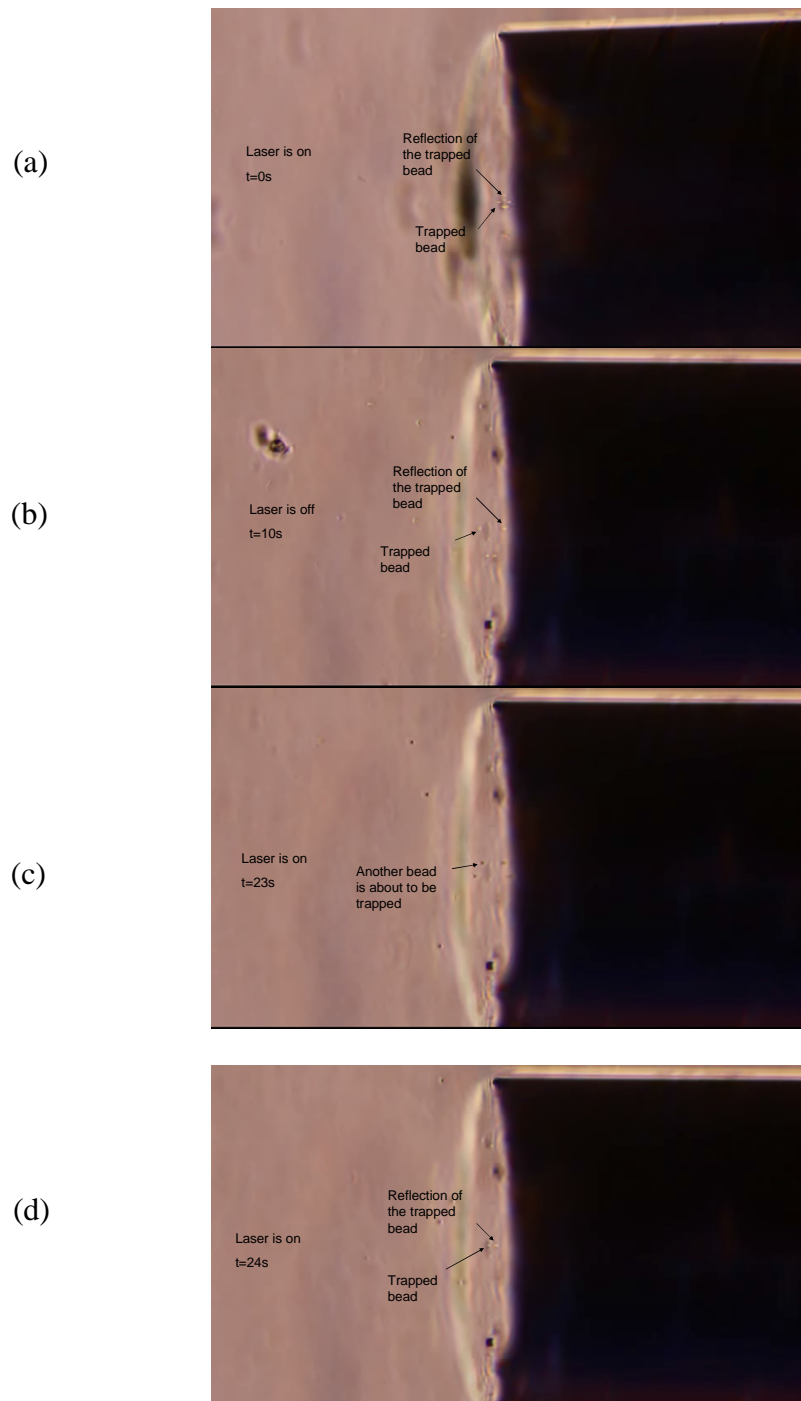 (a)
Laser is on
t=0s
Reflection of
the trapped
bead
Trapped
bead
(b)
Laser is off
t=10s
Reflection of
the trapped
bead
Trapped
bead
(c)
Laser is on
t=23s
Another bead
is about to be
trapped
(d)
Laser is on
t=24s
Reflection of
the trapped
bead
Trapped
bead